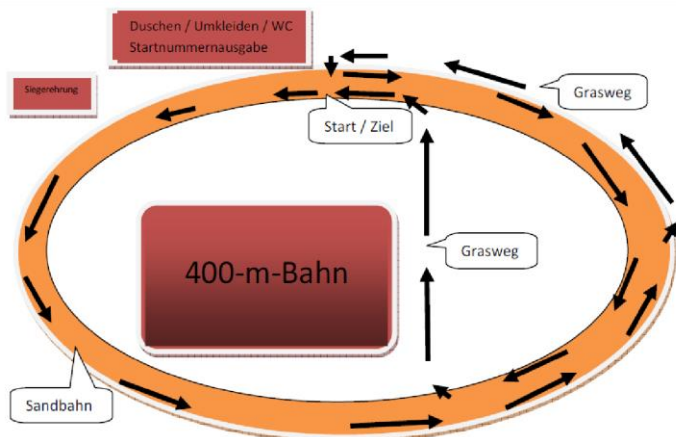 Duschen / Umkleiden / WC
Startnummernausgabe
Siegerehrung
Grasweg
Start / Ziel
400-m-Bahn
Grasweg
Sandbahn